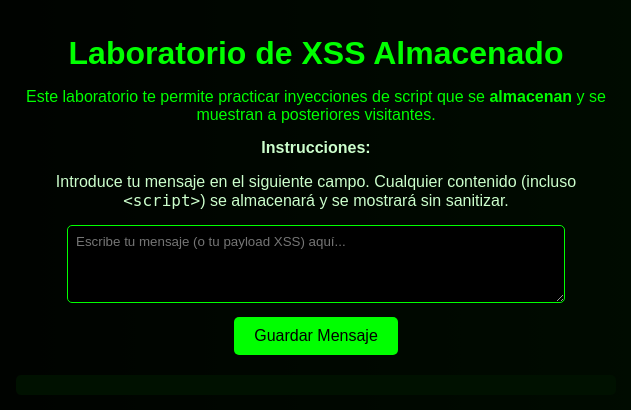 Laboratorio de XSS Almacenado
Este laboratorio te permite practicar inyecciones de script que se almacenan y se
muestran a posteriores visitantes.
Instrucciones:
Introduce tu mensaje en el siguiente campo. Cualquier contenido (incluso
<script>) se almacenará y se mostrará sin sanitizar.
Escribe tu mensaje (o tu payload XSS) aquí...
Guardar Mensaje